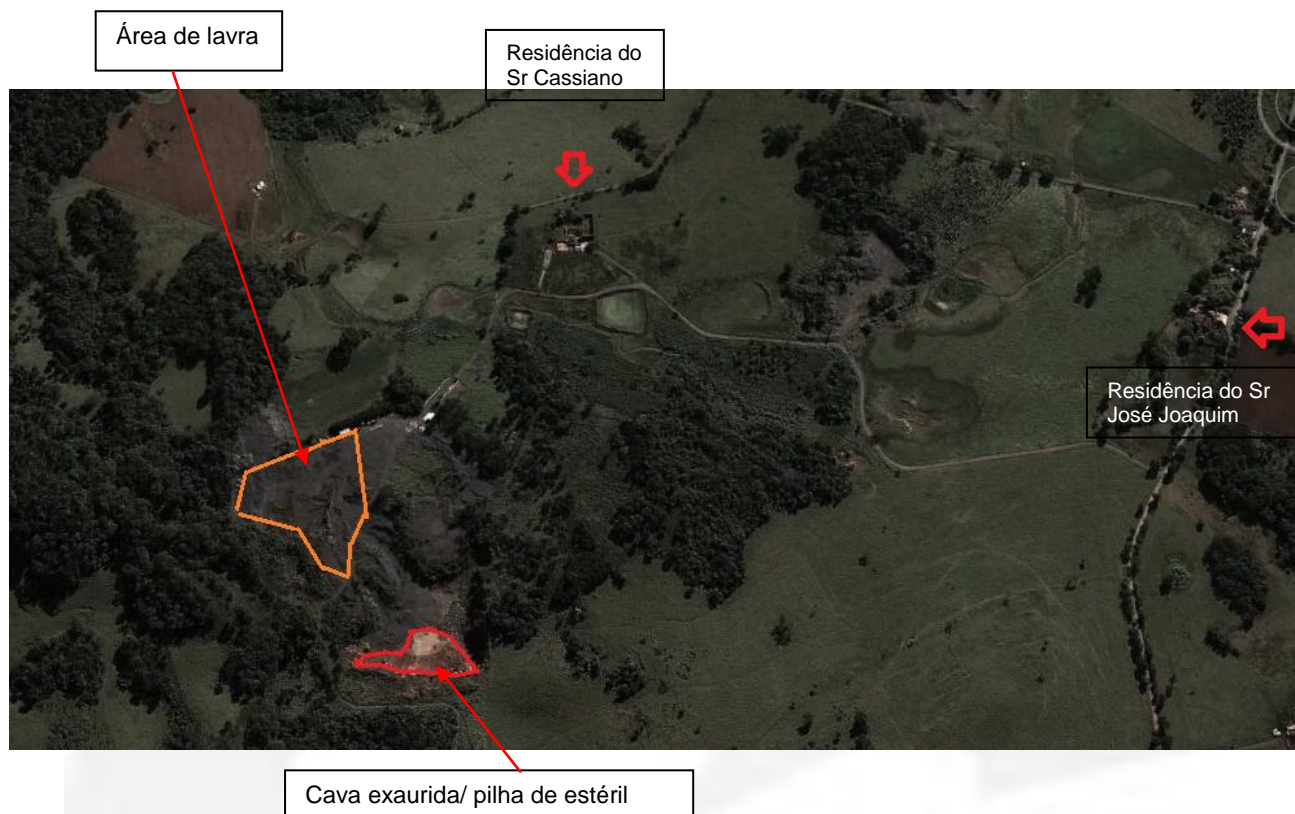 Área de lavra
Residência do
Sr Cassiano
Residência do Sr
José Joaquim
Cava exaurida/ pilha de estéril